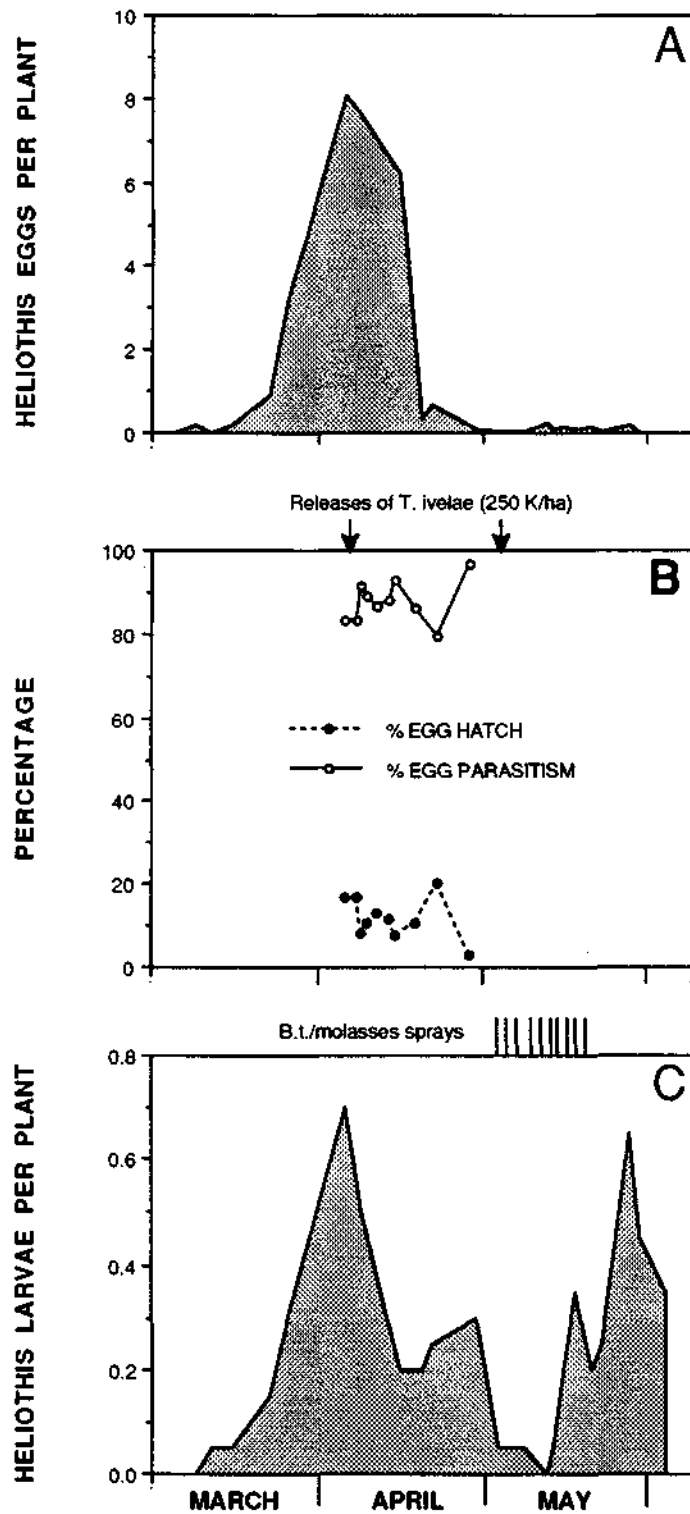 A
HELIOTHIS EGGS PER PLANT
10
8
6
4
2
0
Releases of T. ivelae (250 K/ha)
B
PERCENTAGE
100
80
60
40
20
0
% EGG HATCH
% EGG PARASITISM
B.t./molasses sprays
C
HELIOTHIS LARVAE PER PLANT
0.8
0.6
0.4
0.2
0.0
MARCH APRIL MAY